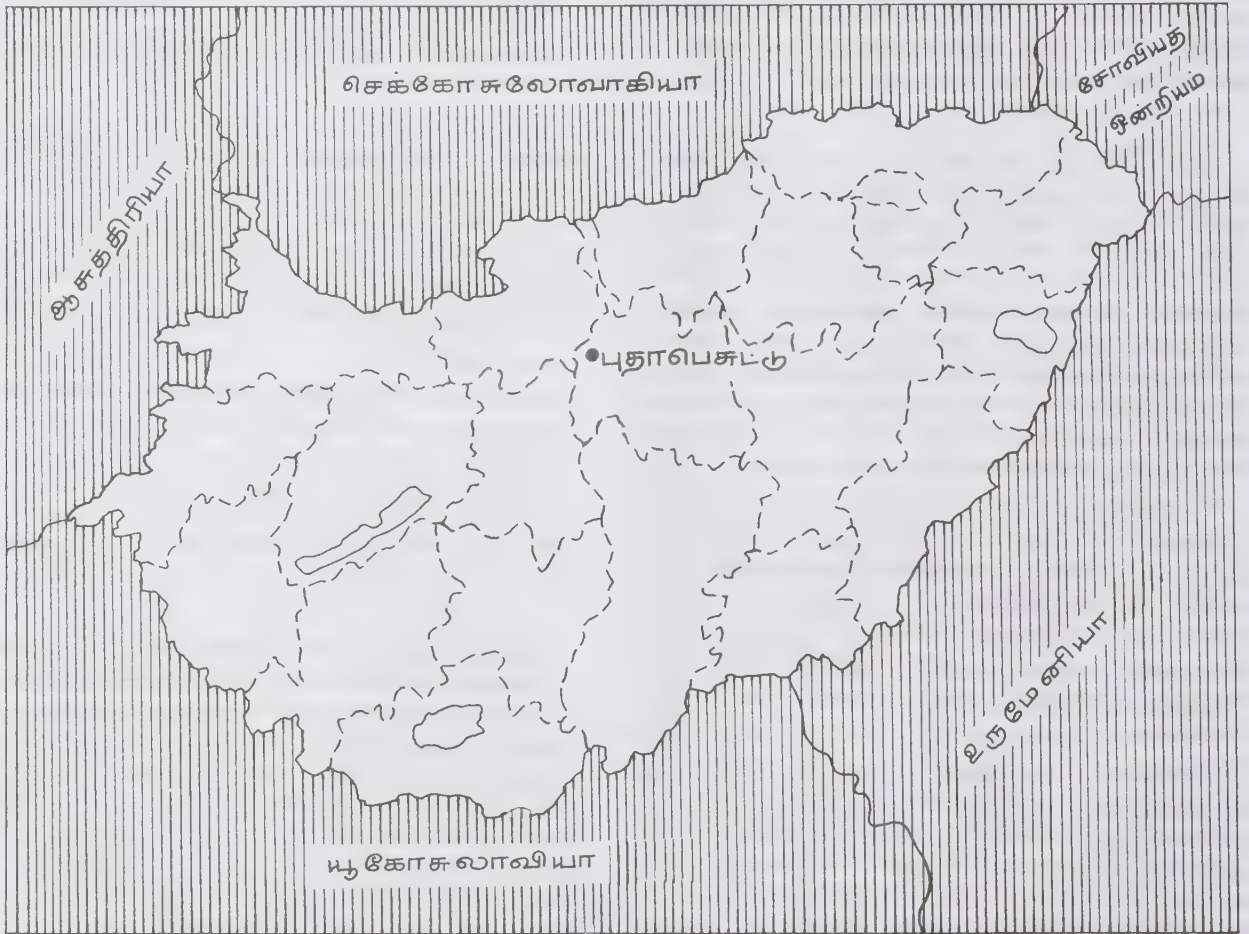 செக்கோசுலோவாகியா
சோவியத்
ஒன்றியம்
ஆசுத்திரியா
புதாபெசுட்டு
உருமேனியா
யூகோசுலாவியா